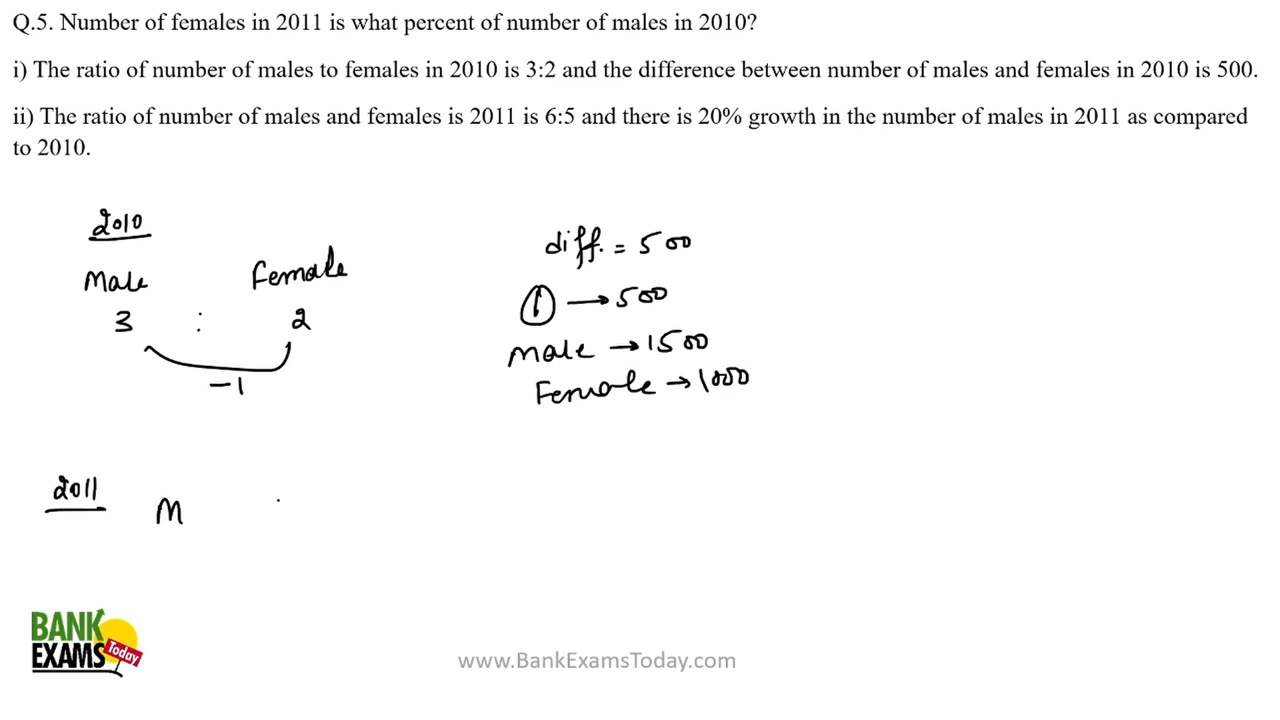 Q.5. Number of females in 2011 is what percent of number of males in 2010?
i) The ratio of number of males to females in 2010 is 3:2 and the difference between number of males and females in 2010 is 500.
ii) The ratio of number of males and females is 2011 is 6:5 and there is 20% growth in the number of males in 2011 as compared
to 2010.
2010
Male Female
3 : 2
-1
diff. = 500
1 → 500
Male → 1500
Female → 1000
2011 M
BANK
EXAMS Today
www.BankExamsToday.com